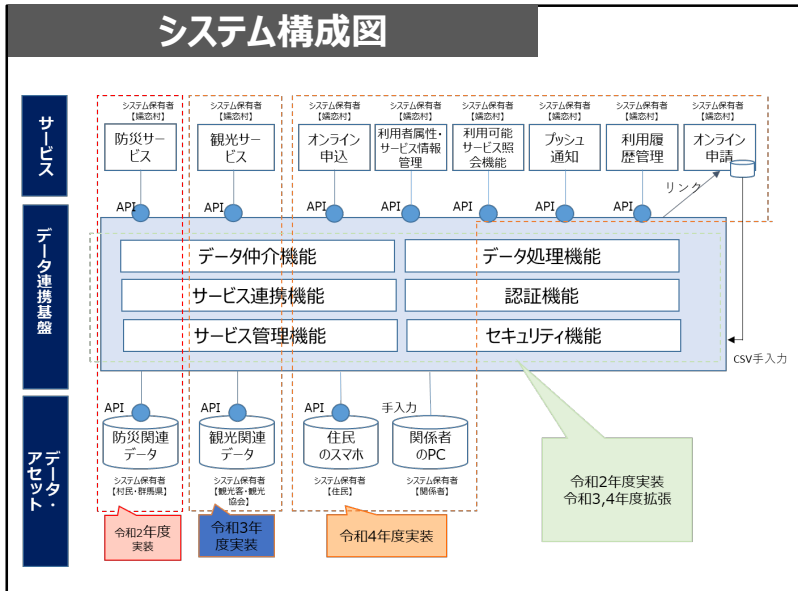 システム構成図
サービス
システム保有者
【嬬恋村】
防災サー
ビス
システム保有者
【嬬恋村】
観光サー
ビス
システム保有者
【嬬恋村】
オンライン
申込
システム保有者
【嬬恋村】
利用者属性・
サービス情報
管理
システム保有者
【嬬恋村】
利用可能
サービス照
会機能
システム保有者
【嬬恋村】
プッシュ
通知
システム保有者
【嬬恋村】
利用履
歴管理
システム保有者
【嬬恋村】
オンライン
申請
リンク
API
API
API
API
API
API
API
データ連携基盤
データ仲介機能
データ処理機能
サービス連携機能
認証機能
サービス管理機能
セキュリティ機能
CSV手入力
データ・
アセット
API
API
API
手入力
防災関連
データ
観光関連
データ
住民
のスマホ
関係者
のPC
システム保有者
【村民・群馬県】
システム保有者
【観光客・観光
協会】
システム保有者
【住民】
システム保有者
【関係者】
令和2年度
実装
令和3年
度実装
令和4年度実装
令和2年度実装
令和3,4年度拡張